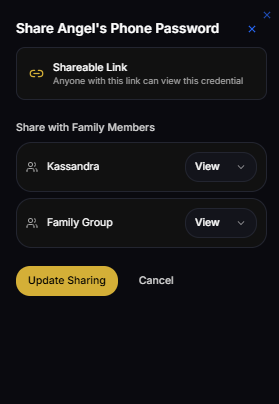 Share Angel's Phone Password
Shareable Link
Anyone with this link can view this credential
Share with Family Members
Kassandra
View
Family Group
View
Update Sharing
Cancel